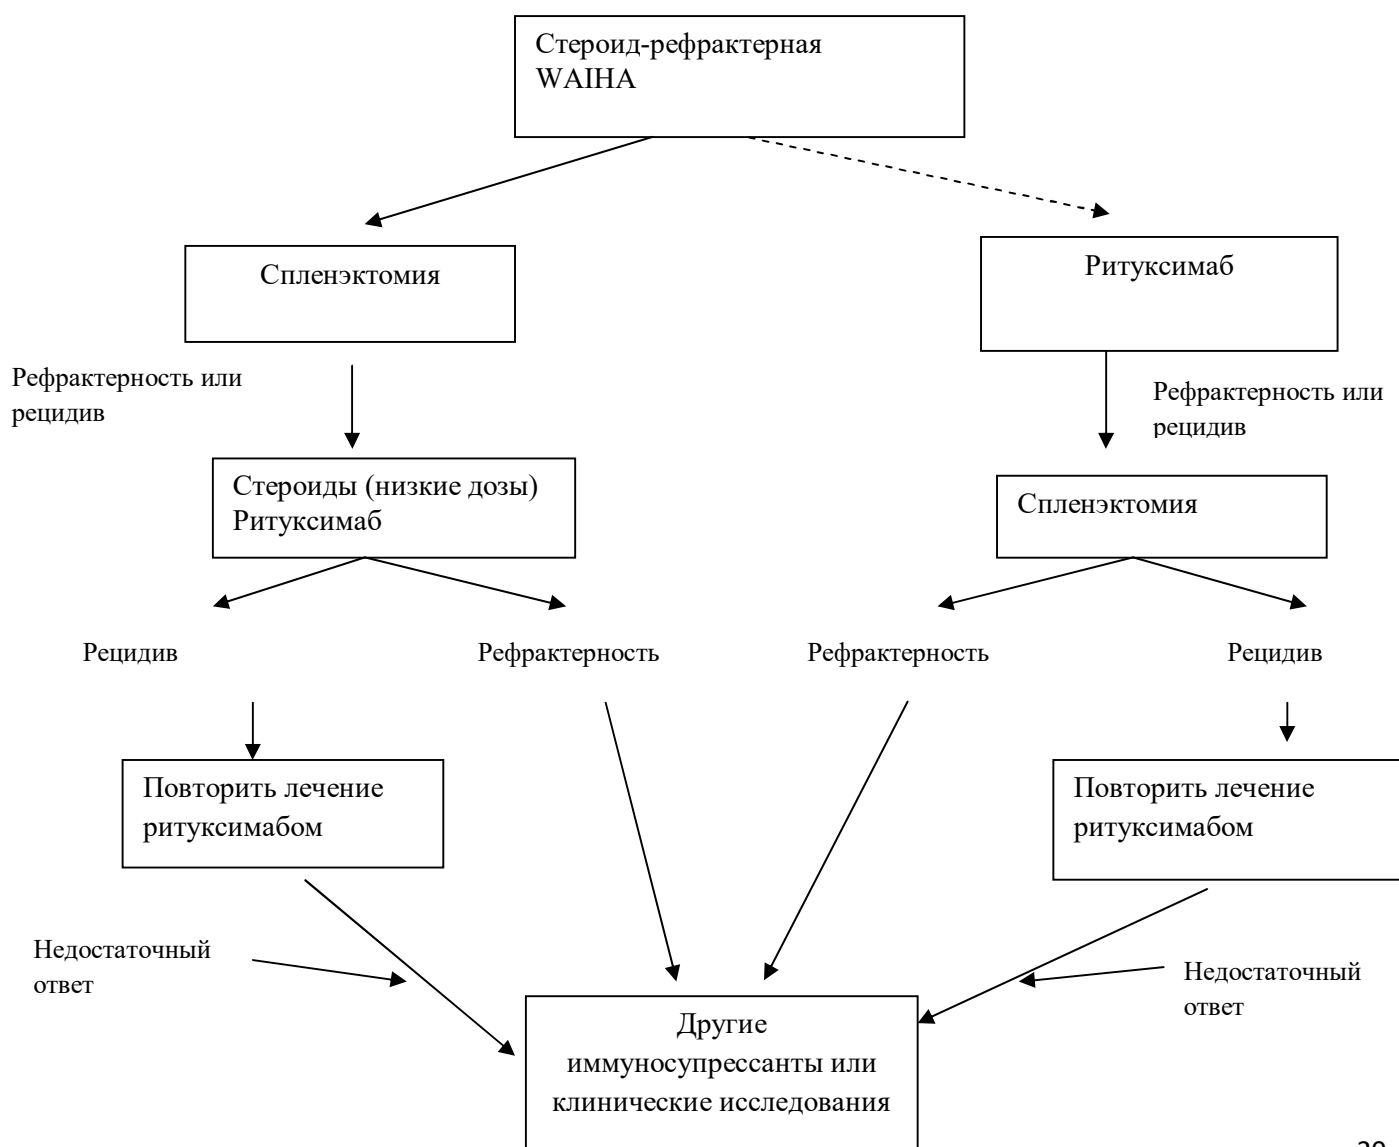 Стероид-рефрактерная
WAIHA
Спленэктомия
Ритуксимаб
Рефрактерность или
рецидив
Рефрактерность или
рецидив
Стероиды (низкие дозы)
Ритуксимаб
Спленэктомия
Рецидив
Рефрактерность
Рефрактерность
Рецидив
Повторить лечение
ритуксимабом
Повторить лечение
ритуксимабом
Недостаточный
ответ
Недостаточный
ответ
Другие
иммуносупрессанты или
клинические исследования